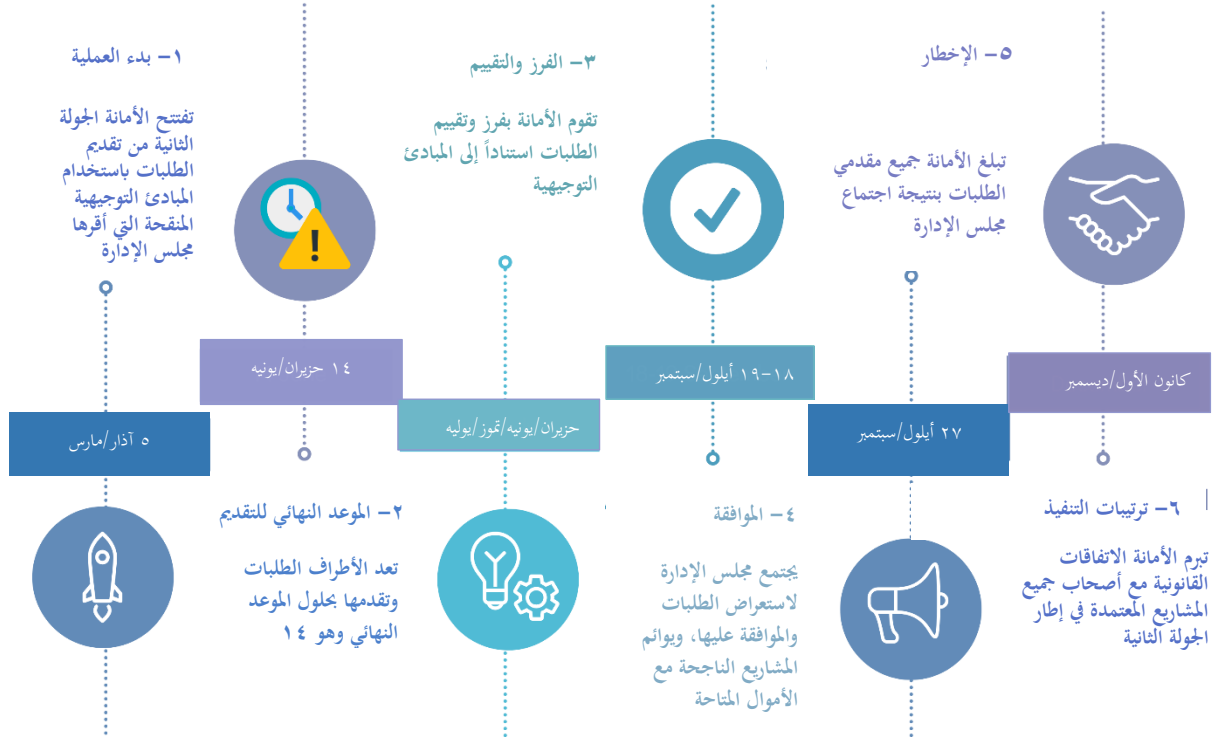 ١- بدء العملية
تفتتح الأمانة الجولة
الثانية من تقديم
الطلبات باستخدام
المبادئ التوجيهية
المنقحة التي أقرها
مجلس الإدارة
٥ آذار/مارس
١٤ حزيران/يونيه
٢- الموعد النهائي للتقديم
تعد الأطراف الطلبات
وتقدمها بحلول الموعد
النهائي وهو ١٤
٣- الفرز والتقييم
تقوم الأمانة بفرز وتقييم
الطلبات استناداً إلى المبادئ
التوجيهية
حزيران/يونيه/تموز/يوليه
١٨-١٩ أيلول/سبتمبر
٤- الموافقة
يجتمع مجلس الإدارة
لاستعراض الطلبات
والموافقة عليها، ويوائم
المشاريع الناجحة مع
الأموال المتاحة
٥- الإخطار
تبلغ الأمانة جميع مقدمي
الطلبات بنتيجة اجتماع
مجلس الإدارة
٢٧ أيلول/سبتمبر
كانون الأول/ديسمبر
٦- ترتيبات التنفيذ
تبرم الأمانة الاتفاقات
القانونية مع أصحاب جميع
المشاريع المعتمدة في إطار
الجولة الثانية